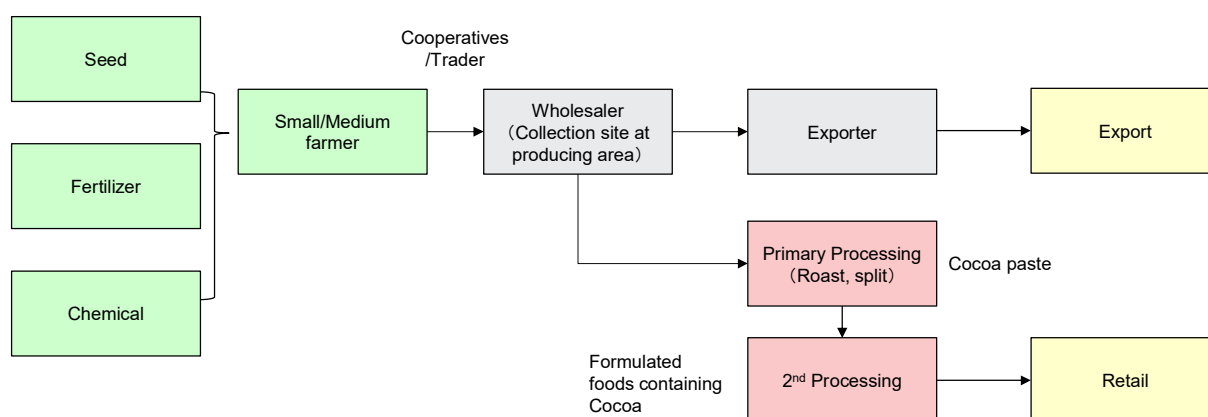 Seed
Fertilizer
Chemical
Small/Medium
farmer
Cooperatives
/Trader
Wholesaler
（Collection site at
producing area）
Exporter
Export
Primary Processing
（Roast, split）
Cocoa paste
Formulated
foods containing
Cocoa
2nd Processing
Retail